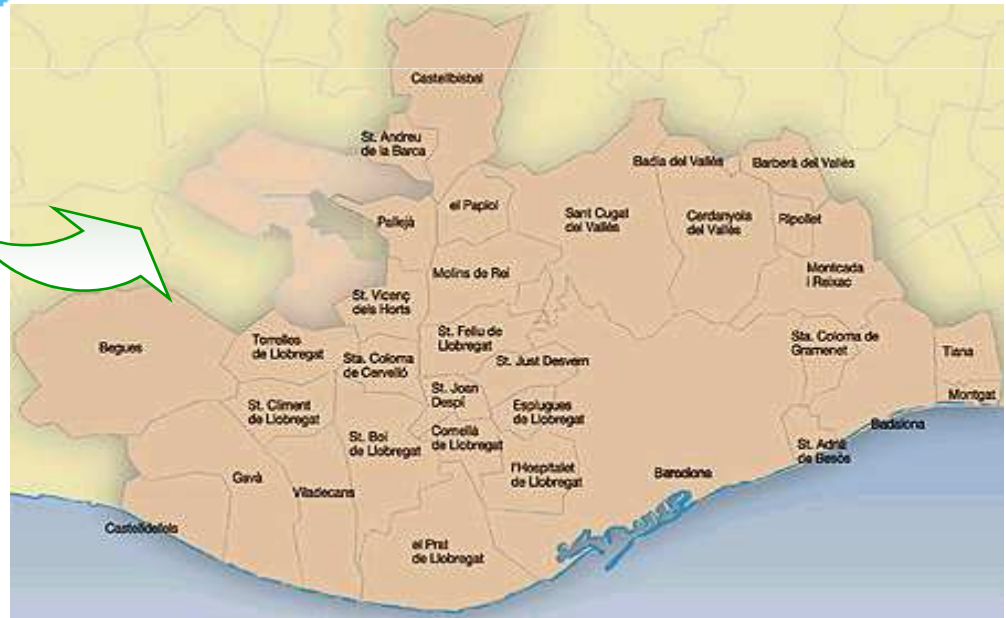 Castellbisbal
St. Andreu
de la Barca
Badia del Vallès
Barberà del Vallès
el Papiol
Pallejà
Sant Cugat
del Vallès
Cerdanyola
del Vallès
Ripollet
Molins de Rei
Montcada
i Reixac
St. Vicenç
dels Horts
Begues
Torrelles
de Llobregat
St. Feliu de
Llobregat
Sta. Coloma de
Gramenet
Sta. Coloma
de Cervelló
St. Just Desvern
Tiana
St. Joan
Despí
Montgat
St. Climent
de Llobregat
Esplugues
de Llobregat
Badalona
St. Boi
de Llobregat
Cornellà
de Llobregat
St. Adrià
de Besòs
Gavà
l'Hospitalet
de Llobregat
Barcelona
Viladecans
Castelldefels
el Prat
de Llobregat